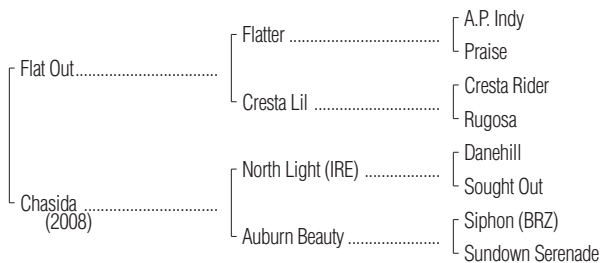 A.P. Indy
Flatter
Praise
Flat Out
Cresta Rider
Cresta Lil
Rugosa
Danehill
North Light (IRE)
Sought Out
Chasida
(2008)
Siphon (BRZ)
Auburn Beauty
Sundown Serenade